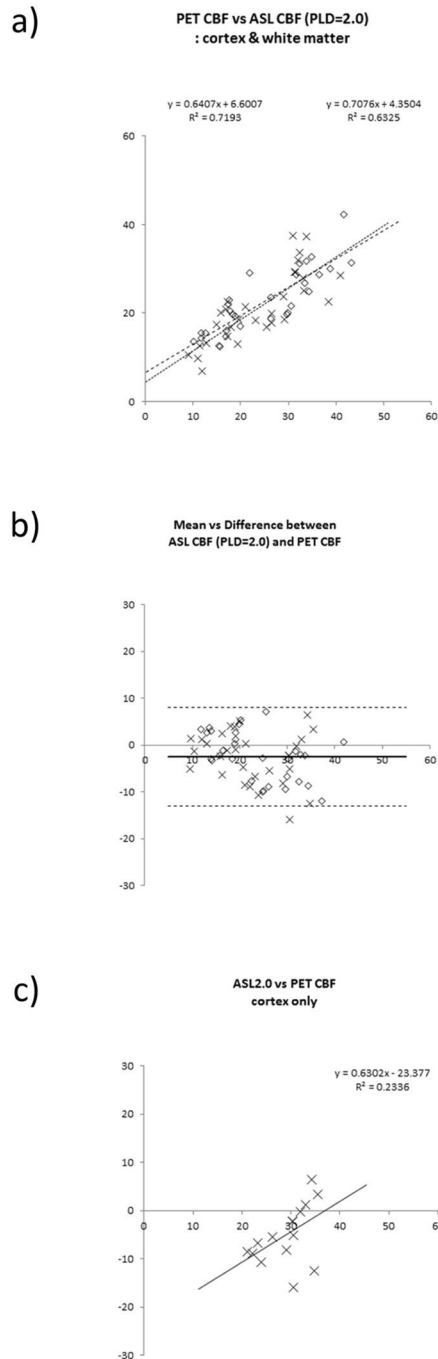 a)
PET CBF vs ASL CBF (PLD=2.0)
: cortex & white matter
y = 0.6407x + 6.6007
R² = 0.7193
y = 0.7076x + 4.3504
R² = 0.6325
60
40
20
0
0 10 20 30 40 50 60
b)
Mean vs Difference between
ASL CBF (PLD=2.0) and PET CBF
30
20
10
0
0 10 20 30 40 50 60
-10
-20
-30
c)
ASL2.0 vs PET CBF
cortex only
y = 0.6302x - 23.377
R² = 0.2336
30
20
10
0
0 10 20 30 40 50 60
-10
-20
-30